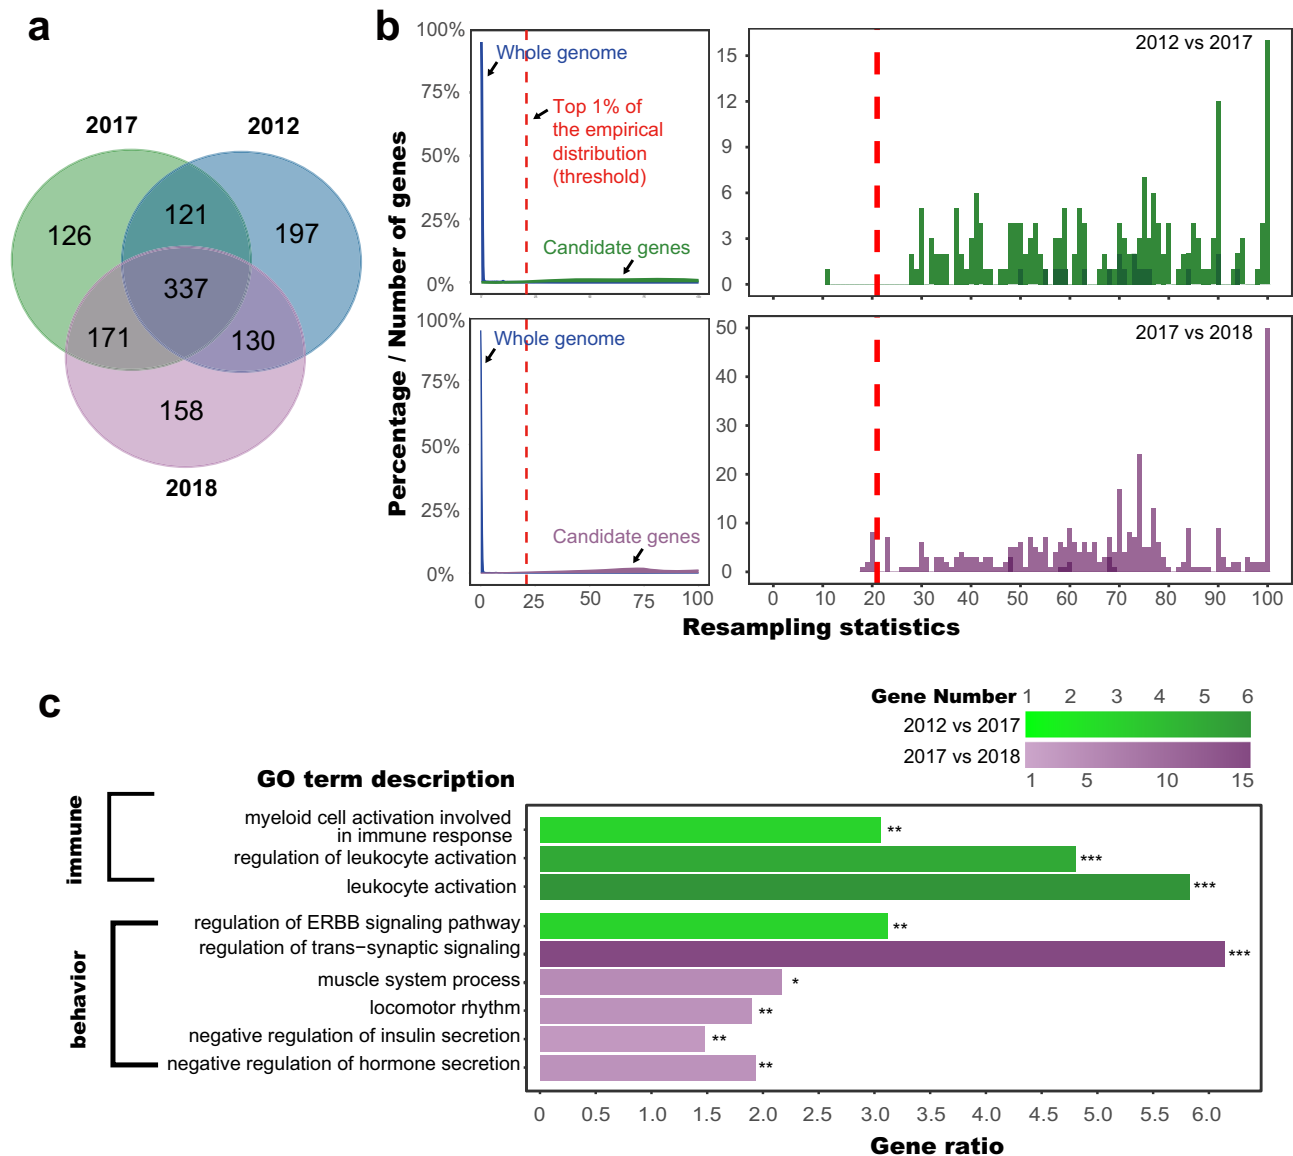 a
2017
2012
126
121
197
337
171
130
158
2018
b
Percentage / Number of genes
100%
75%
50%
25%
0%
Whole genome
Top 1% of
the empirical
distribution
(threshold)
Candidate genes
15
12
9
6
3
0
2012 vs 2017
100%
75%
50%
25%
0%
Whole genome
Candidate genes
0 25 50 75 100
50
40
30
20
10
0
2017 vs 2018
0 10 20 30 40 50 60 70 80 90 100
Resampling statistics
c
Gene Number 1 2 3 4 5 6
2012 vs 2017
2017 vs 2018
1 5 10 15
GO term description
immune
myeloid cell activation involved
in immune response
**
regulation of leukocyte activation
***
leukocyte activation
***
behavior
regulation of ERBB signaling pathway
**
regulation of trans−synaptic signaling
***
muscle system process
*
locomotor rhythm
**
negative regulation of insulin secretion
**
negative regulation of hormone secretion
**
0 0.5 1.0 1.5 2.0 2.5 3.0 3.5 4.0 4.5 5.0 5.5 6.0
Gene ratio